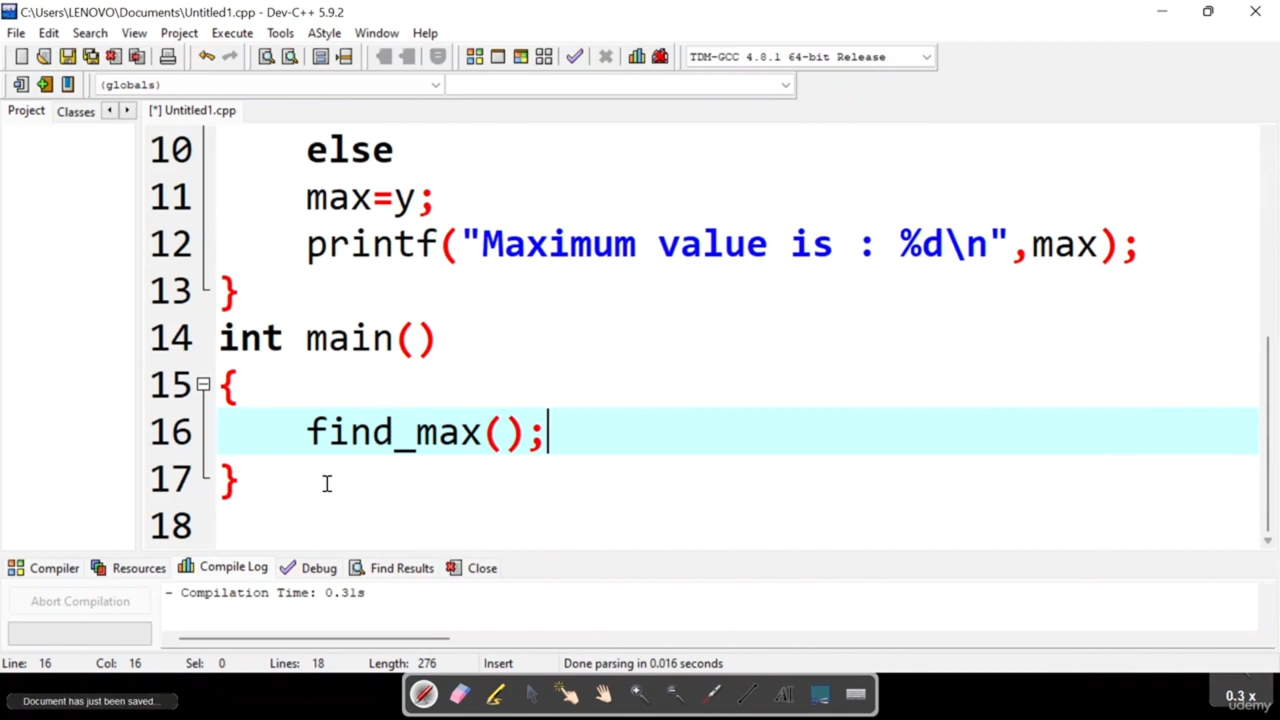 C:\Users\LENOVO\Documents\Untitled1.cpp - Dev-C++ 5.9.2
File Edit Search View Project Execute Tools AStyle Window Help
TDM-GCC 4.8.1 64-bit Release
(globals)
Project Classes [*] Untitled1.cpp
10 else
11 max=y;
12 printf("Maximum value is : %d\n",max);
13 }
14 int main()
15 {
16 find_max();
17 }
18
Compiler Resources Compile Log Debug Find Results Close
Abort Compilation
- Compilation Time: 0.31s
Line: 16 Col: 16 Sel: 0 Lines: 18 Length: 276 Insert Done parsing in 0.016 seconds
Document has just been saved...
AI
0.3 x
udemy